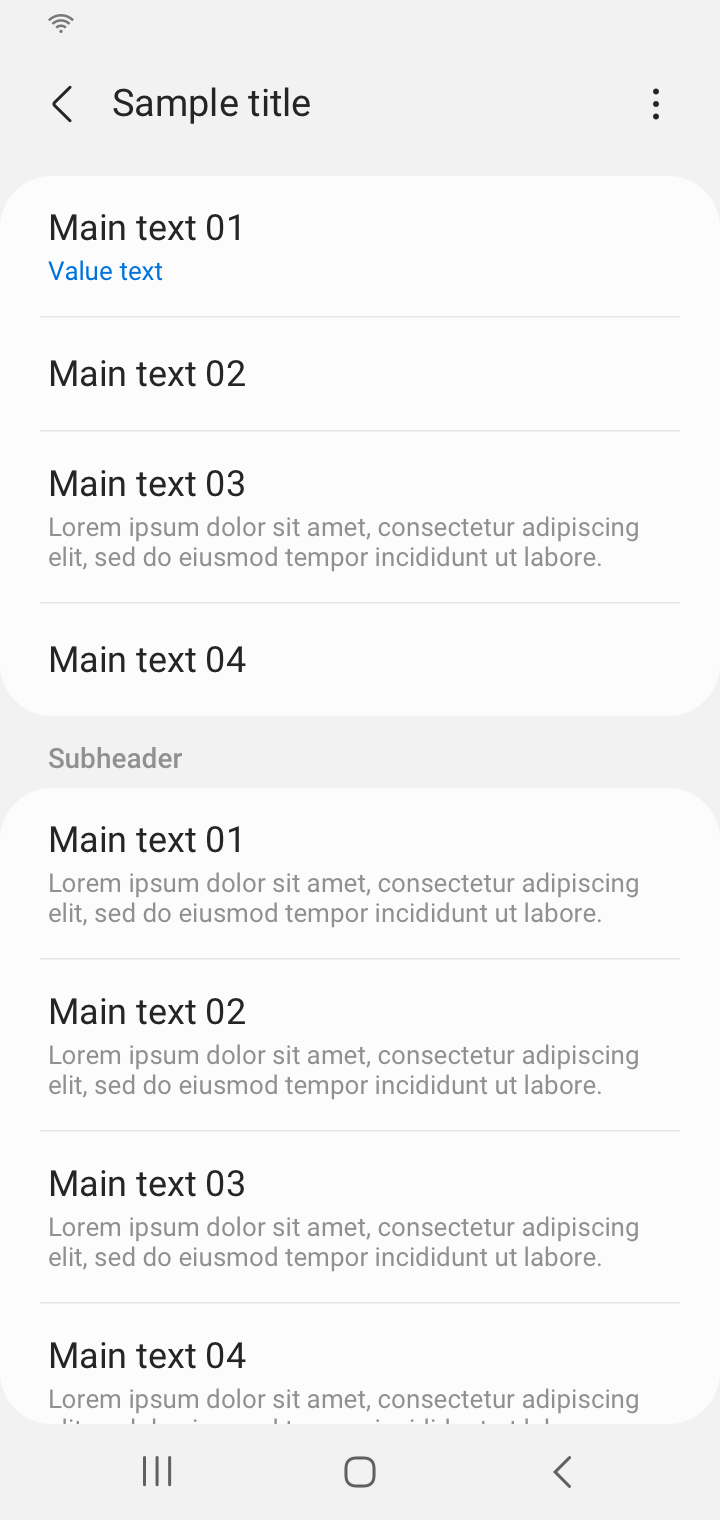 Sample title
Main text 01
Value text
Main text 02
Main text 03
Lorem ipsum dolor sit amet, consectetur adipiscing
elit, sed do eiusmod tempor incididunt ut labore.
Main text 04
Subheader
Main text 01
Lorem ipsum dolor sit amet, consectetur adipiscing
elit, sed do eiusmod tempor incididunt ut labore.
Main text 02
Lorem ipsum dolor sit amet, consectetur adipiscing
elit, sed do eiusmod tempor incididunt ut labore.
Main text 03
Lorem ipsum dolor sit amet, consectetur adipiscing
elit, sed do eiusmod tempor incididunt ut labore.
Main text 04
Lorem ipsum dolor sit amet, consectetur adipiscing